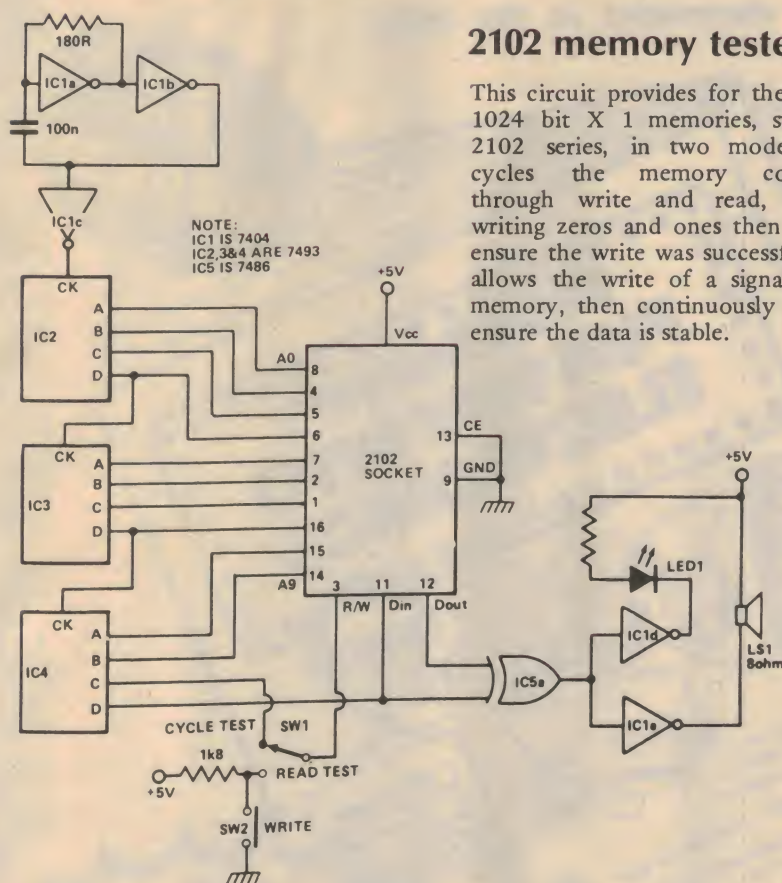 2102 memory
This circuit provides for the
1024 bit X 1 memories,
2102 series, in two
cycles the memory
through write and read,
writing zeros and ones then
ensure the write was
allows the write of a
memory, then continuously
ensure the data is stable.
180R
IC1a
IC1b
100n
IC1c
NOTE:
IC1 IS 7404
IC2,3&4 ARE 7493
IC5 IS 7486
CK
IC2
A
B
C
D
CK
IC3
A
B
C
D
CK
IC4
A
B
C
D
+5V
Vcc
A0
8
4
5
6
7
2
1
16
15
14
A9
2102
SOCKET
13
CE
9
GND
3
11
12
R/W
Din
Dout
IC5a
IC1d
IC1e
LED1
+5V
LS1
8ohm
CYCLE TEST
SW1
READ TEST
1k8
+5V
SW2
WRITE